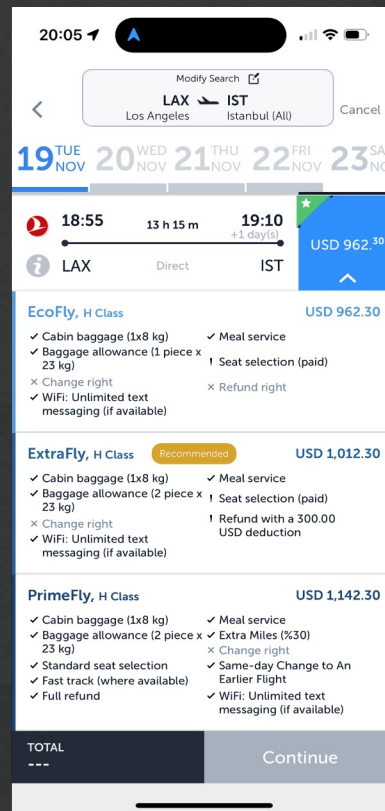 20:05
Modify Search
LAX IST
Los Angeles Istanbul (All)
Cancel
19 TUE NOV 20 WED NOV 21 THU NOV 22 FRI NOV 23
18:55 13 h 15 m 19:10
+1 day(s)
LAX Direct IST
USD 962.30
EcoFly, H Class USD 962.30
✓ Cabin baggage (1x8 kg)
✓ Baggage allowance (1 piece x
23 kg)
× Change right
✓ WiFi: Unlimited text
messaging (if available)
✓ Meal service
! Seat selection (paid)
× Refund right
ExtraFly, H Class Recommended USD 1,012.30
✓ Cabin baggage (1x8 kg)
✓ Baggage allowance (2 piece x
23 kg)
× Change right
✓ WiFi: Unlimited text
messaging (if available)
✓ Meal service
! Seat selection (paid)
! Refund with a 300.00
USD deduction
PrimeFly, H Class USD 1,142.30
✓ Cabin baggage (1x8 kg)
✓ Baggage allowance (2 piece x
23 kg)
✓ Standard seat selection
✓ Fast track (where available)
✓ Full refund
✓ Meal service
✓ Extra Miles (%30)
× Change right
✓ Same-day Change to An
Earlier Flight
✓ WiFi: Unlimited text
messaging (if available)
TOTAL
---
Continue